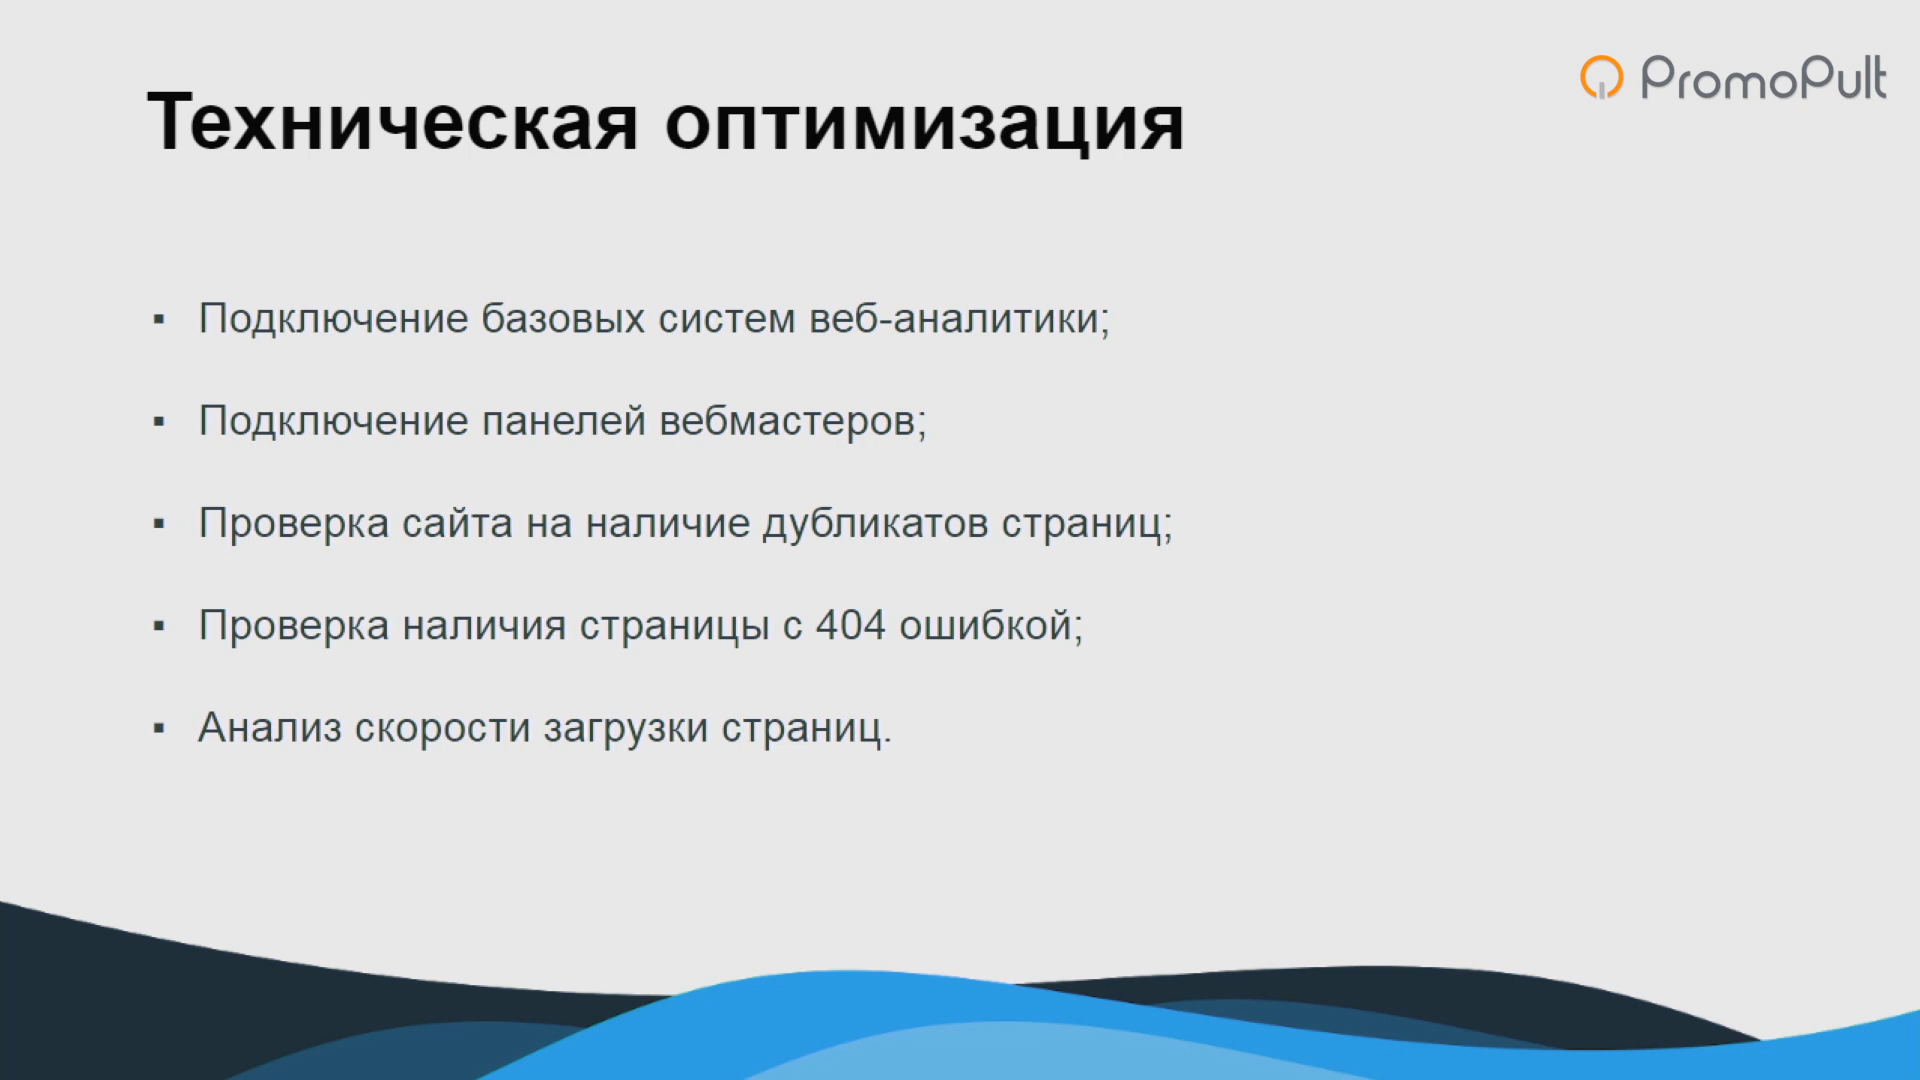 PromoPult
Техническая оптимизация
▪ Подключение базовых систем веб-аналитики;
▪ Подключение панелей вебмастеров;
▪ Проверка сайта на наличие дубликатов страниц;
▪ Проверка наличия страницы с 404 ошибкой;
▪ Анализ скорости загрузки страниц.